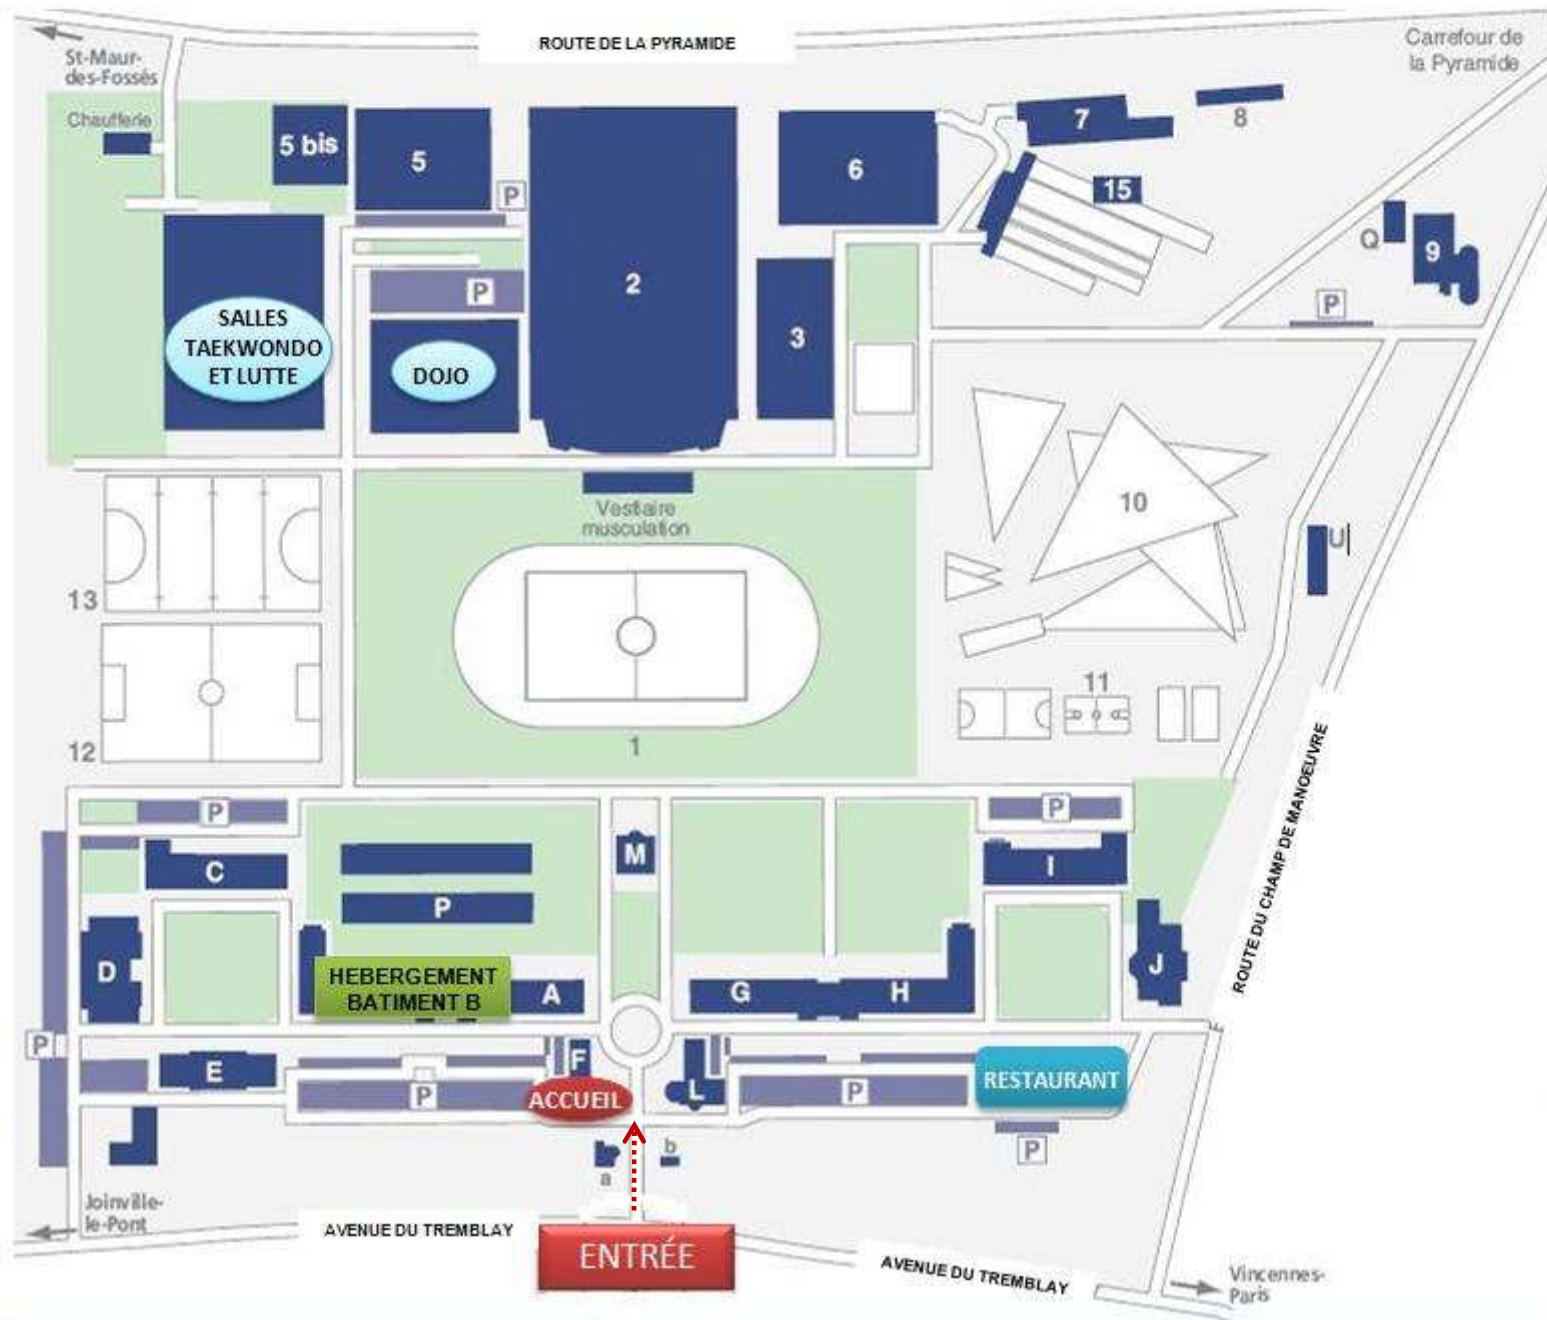 ROUTE DE LA PYRAMIDE
Carrefour de
la Pyramide
St-Maur-
des-Fossés
Chaufferie
5 bis
5
P
6
7
8
15
Q
9
P
2
3
P
SALLES
TAEKWONDO
ET LUTTE
DOJO
Vestiaire
musculation
10
U
13
12
1
11
ROUTE DU CHAMP DE MANOEUVRE
P
P
C
M
I
P
D
J
HEBERGEMENT
BATIMENT B
A
G
H
P
E
F
L
P
ACCUEIL
P
RESTAURANT
P
a
b
Joinville-
le-Pont
AVENUE DU TREMBLAY
ENTRÉE
AVENUE DU TREMBLAY
Vincennes-
Paris